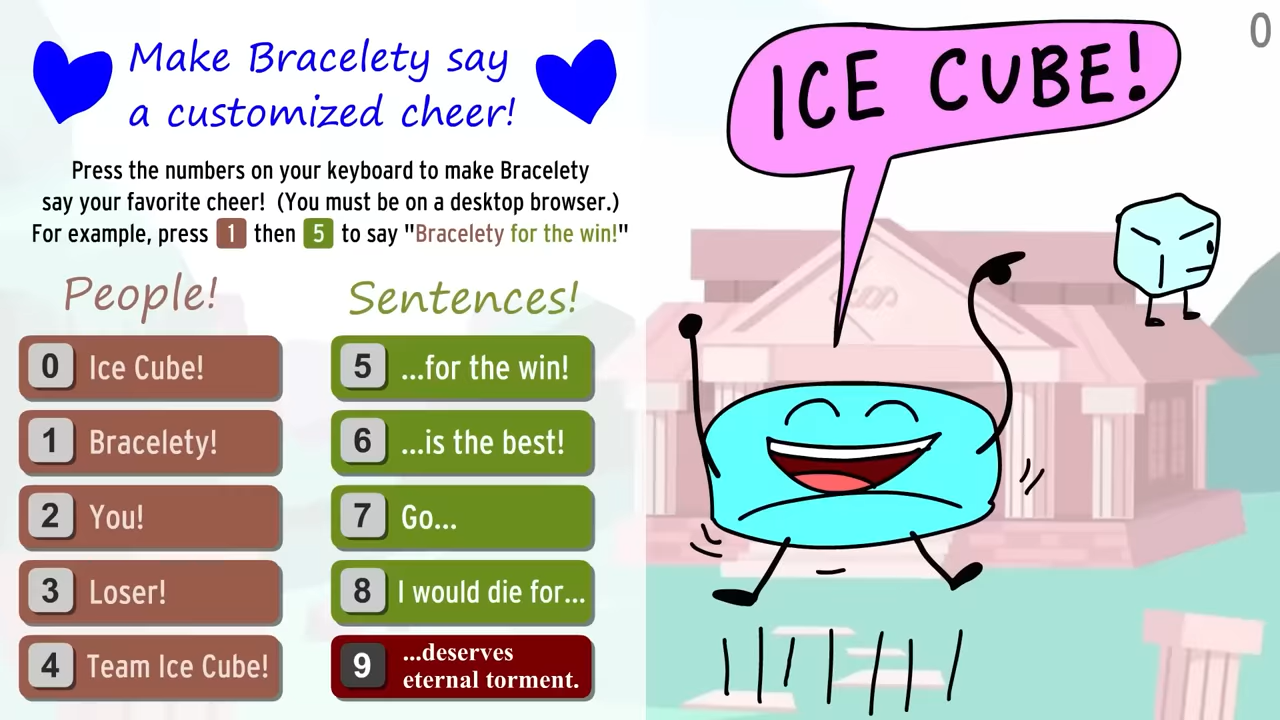 Make Bracelety say
a customized cheer!
Press the numbers on your keyboard to make Bracelety
say your favorite cheer! (You must be on a desktop browser.)
For example, press 1 then 5 to say "Bracelety for the win!"
People!
0 Ice Cube!
1 Bracelety!
2 You!
3 Loser!
4 Team Ice Cube!
Sentences!
5 ...for the win!
6 ...is the best!
7 Go...
8 I would die for...
9 ...deserves
eternal torment.
ICE CUBE!
0